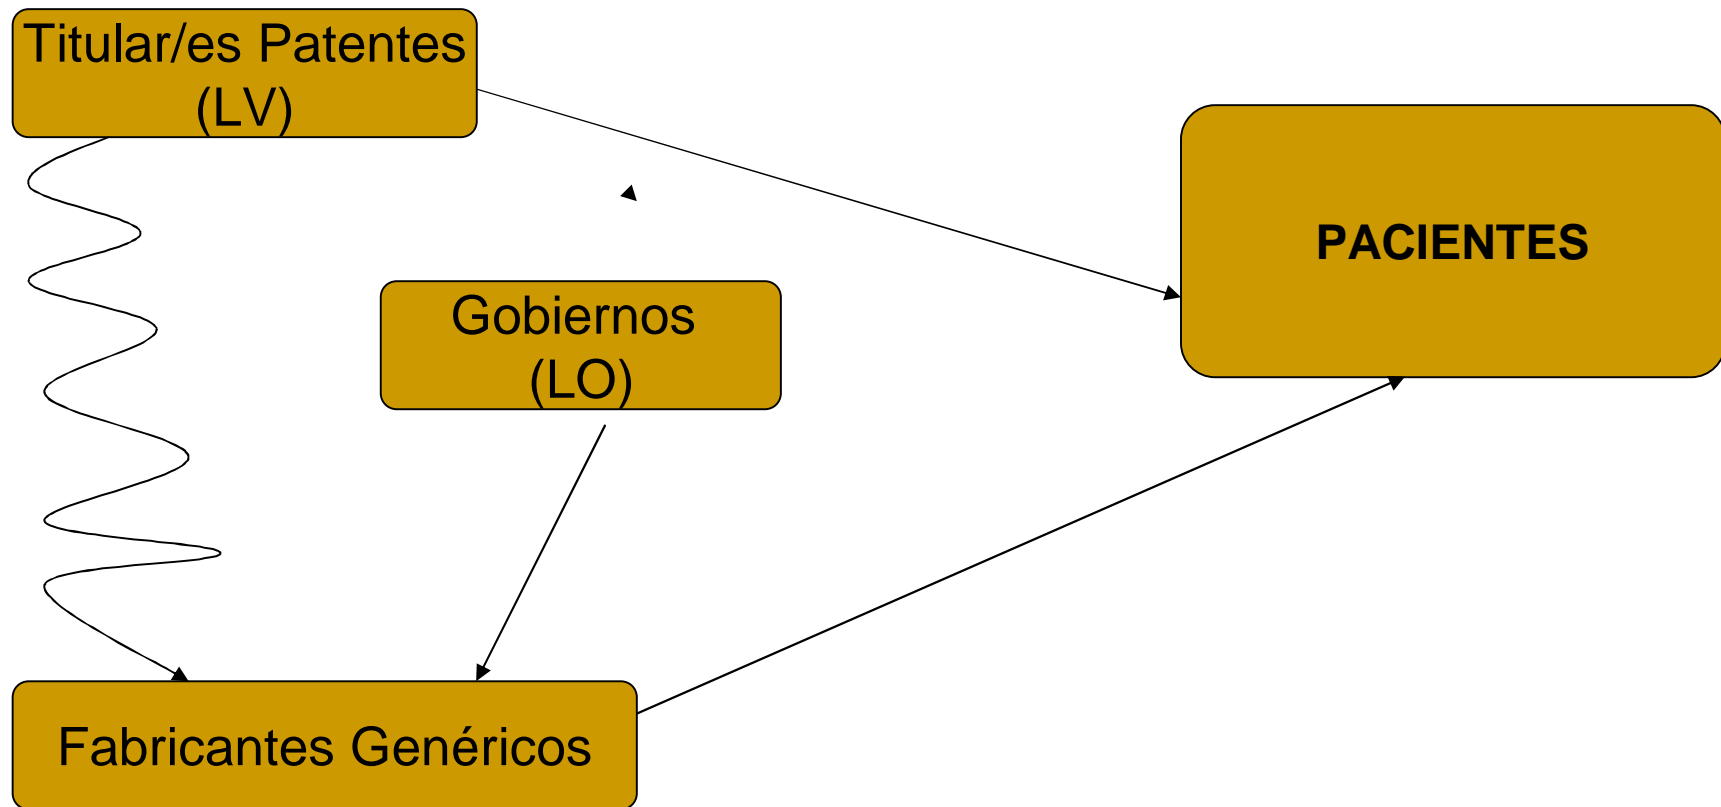 Titular/es Patentes
(LV)
PACIENTES
Gobiernos
(LO)
Fabricantes Genéricos